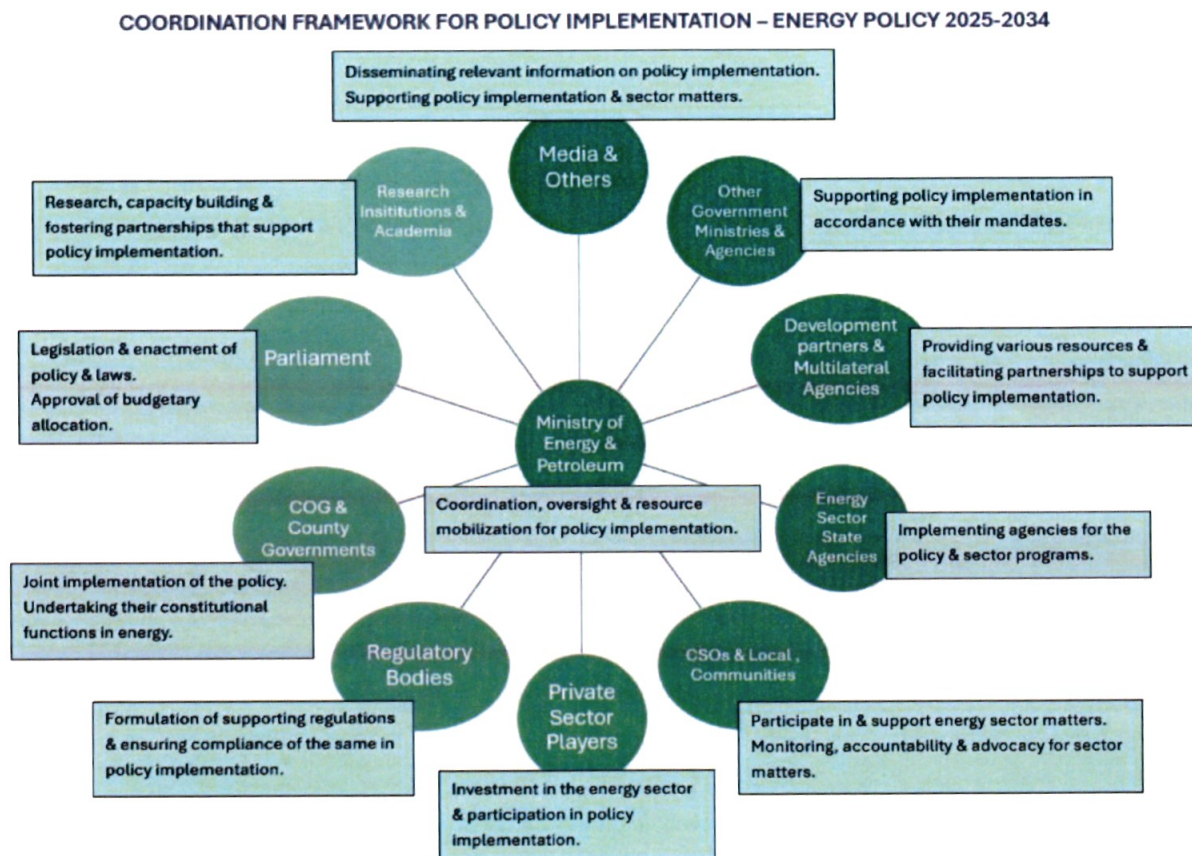 COORDINATION FRAMEWORK FOR POLICY IMPLEMENTATION – ENERGY POLICY 2025-2034
Disseminating relevant information on policy implementation.
Supporting policy implementation & sector matters.
Media &
Others
Research
Insititutions &
Academia
Research, capacity building &
fostering partnerships that support
policy implementation.
Other
Government
Ministries &
Agencies
Supporting policy implementation in
accordance with their mandates.
Parliament
Legislation & enactment of
policy & laws.
Approval of budgetary
allocation.
Development
partners &
Multilateral
Agencies
Providing various resources &
facilitating partnerships to support
policy implementation.
Ministry of
Energy &
Petroleum
Coordination, oversight & resource
mobilization for policy implementation.
COG &
County
Governments
Joint implementation of the policy.
Undertaking their constitutional
functions in energy.
Energy
Sector
State
Agencies
Implementing agencies for the
policy & sector programs.
Regulatory
Bodies
Formulation of supporting regulations
& ensuring compliance of the same in
policy implementation.
Private
Sector
Players
Investment in the energy sector
& participation in policy
implementation.
CSOs & Local ,
Communities
Participate in & support energy sector matters.
Monitoring, accountability & advocacy for sector
matters.